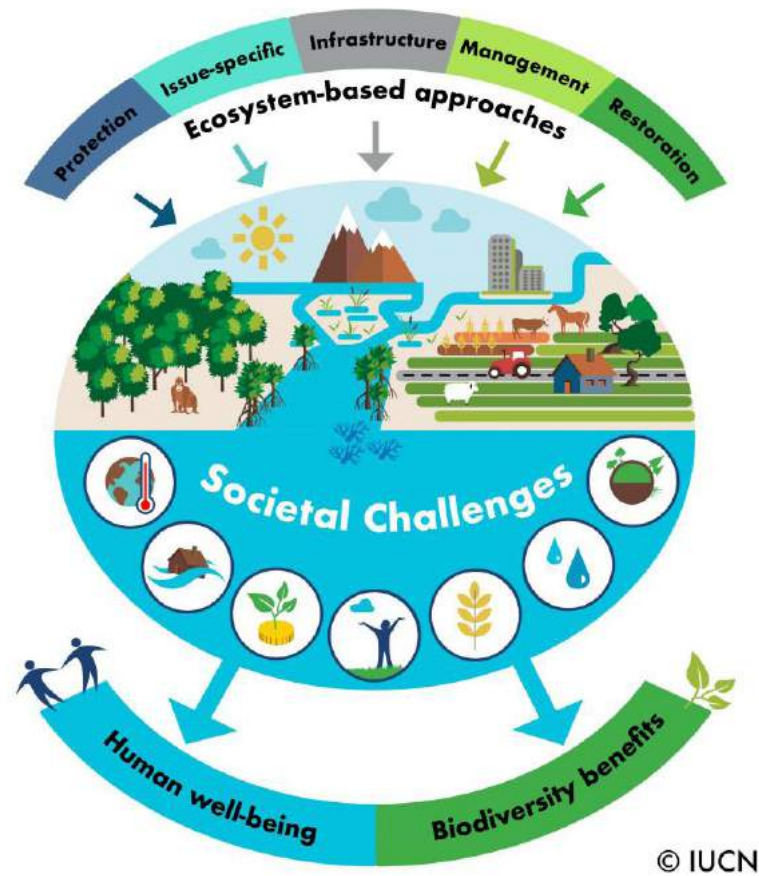 Protection
Issue-specific
Infrastructure
Management
Restoration
Ecosystem-based approaches
Societal Challenges
Human well-being
Biodiversity benefits
© IUCN